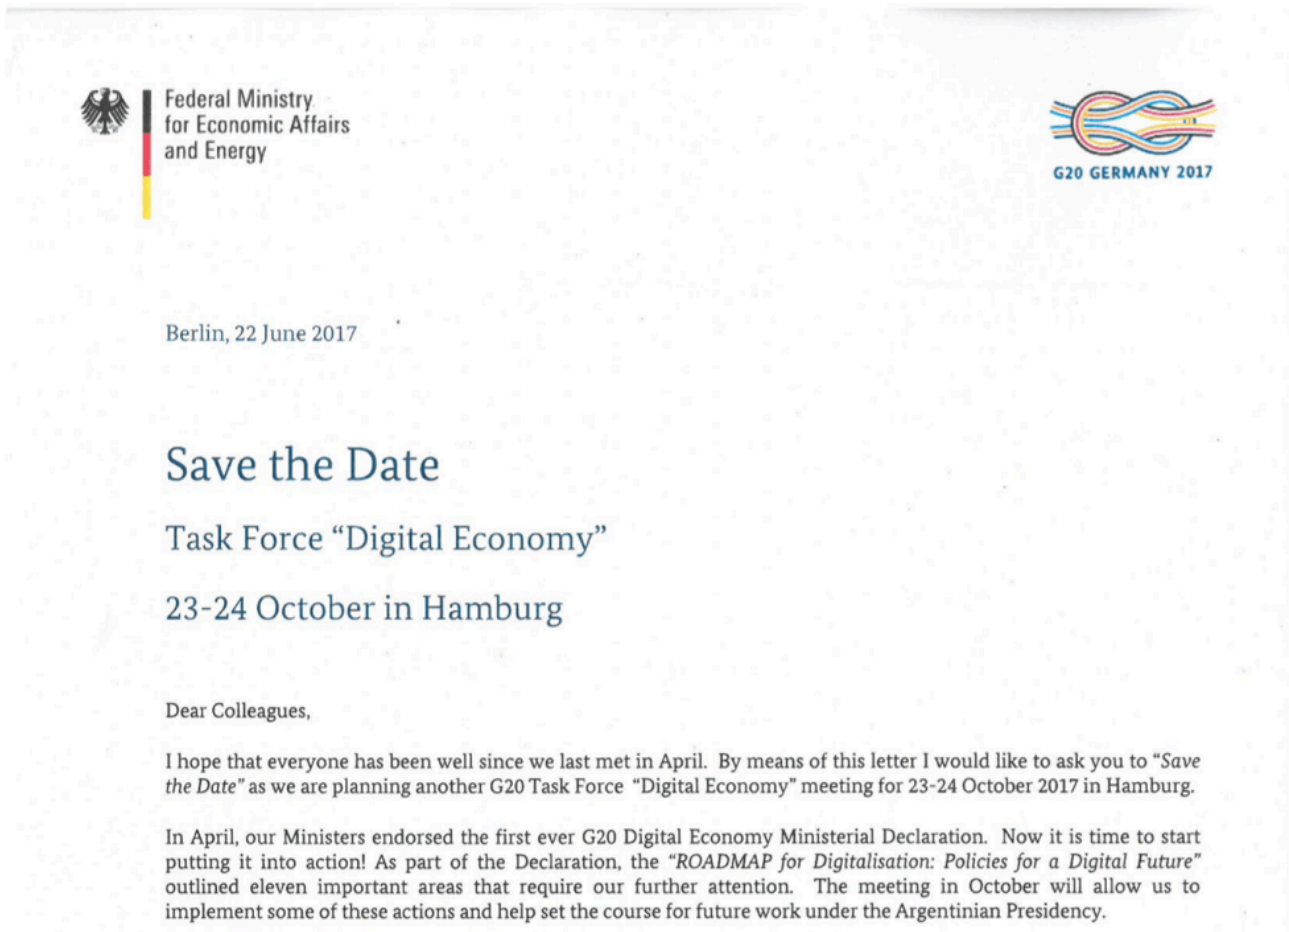 Federal Ministry
for Economic Affairs
and Energy
G20 GERMANY 2017
Berlin, 22 June 2017
Save the Date
Task Force “Digital Economy”
23-24 October in Hamburg
Dear Colleagues,
I hope that everyone has been well since we last met in April. By means of this letter I would like to ask you to “Save
the Date” as we are planning another G20 Task Force “Digital Economy” meeting for 23-24 October 2017 in Hamburg.
In April, our Ministers endorsed the first ever G20 Digital Economy Ministerial Declaration. Now it is time to start
putting it into action! As part of the Declaration, the “ROADMAP for Digitalisation: Policies for a Digital Future”
outlined eleven important areas that require our further attention. The meeting in October will allow us to
implement some of these actions and help set the course for future work under the Argentinian Presidency.